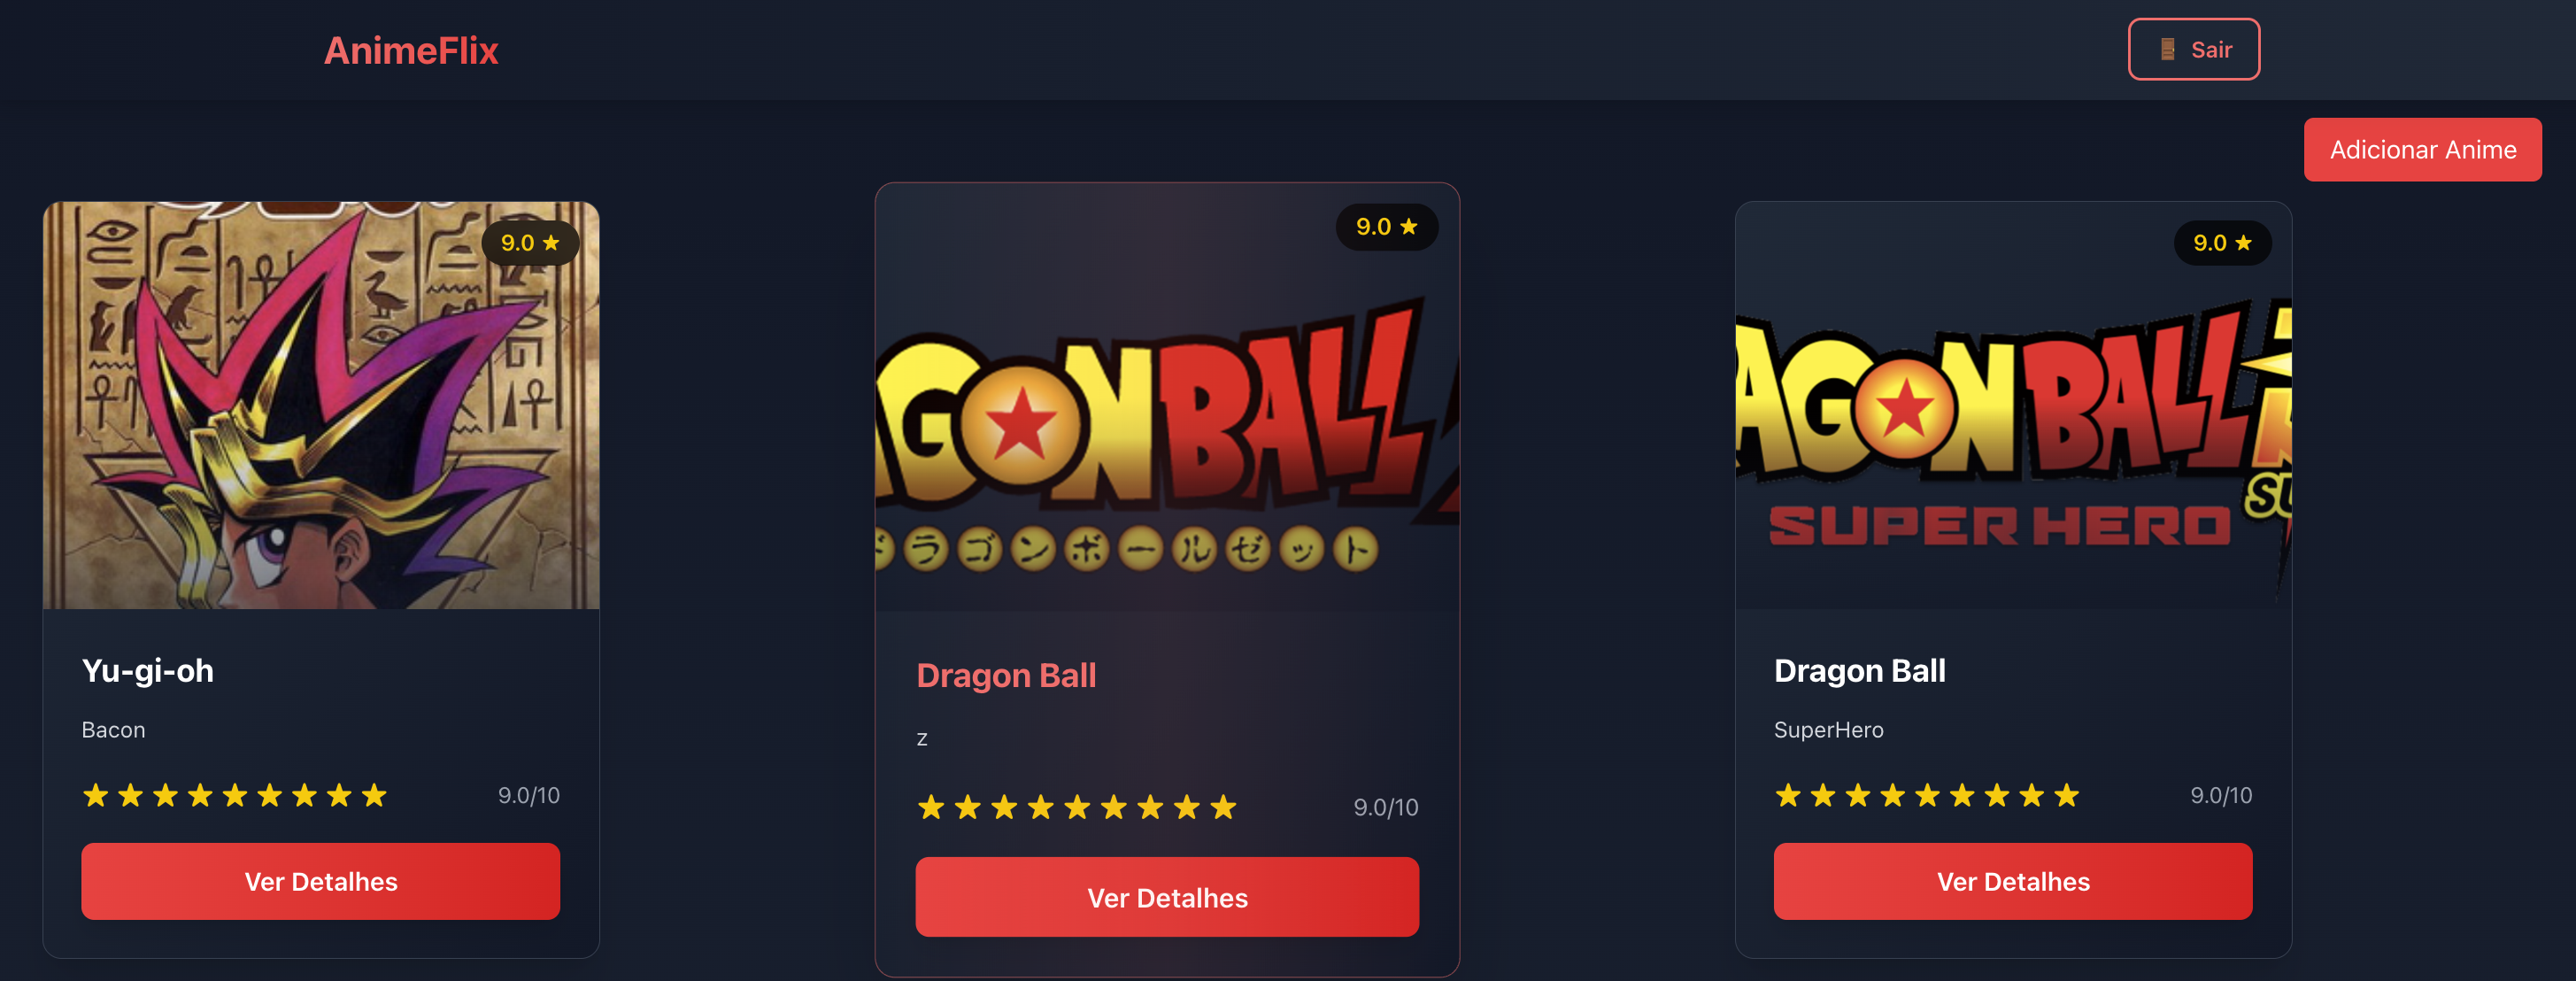 AnimeFlix
Sair
Adicionar Anime
9.0 ★
Yu-gi-oh
Bacon
★ ★ ★ ★ ★ ★ ★ ★ ★ 9.0/10
Ver Detalhes
9.0 ★
AGON BALL
ドラゴンボールゼット
Dragon Ball
z
★ ★ ★ ★ ★ ★ ★ ★ ★ 9.0/10
Ver Detalhes
9.0 ★
AGON BALL
SU
SUPER HERO
Dragon Ball
SuperHero
★ ★ ★ ★ ★ ★ ★ ★ ★ 9.0/10
Ver Detalhes